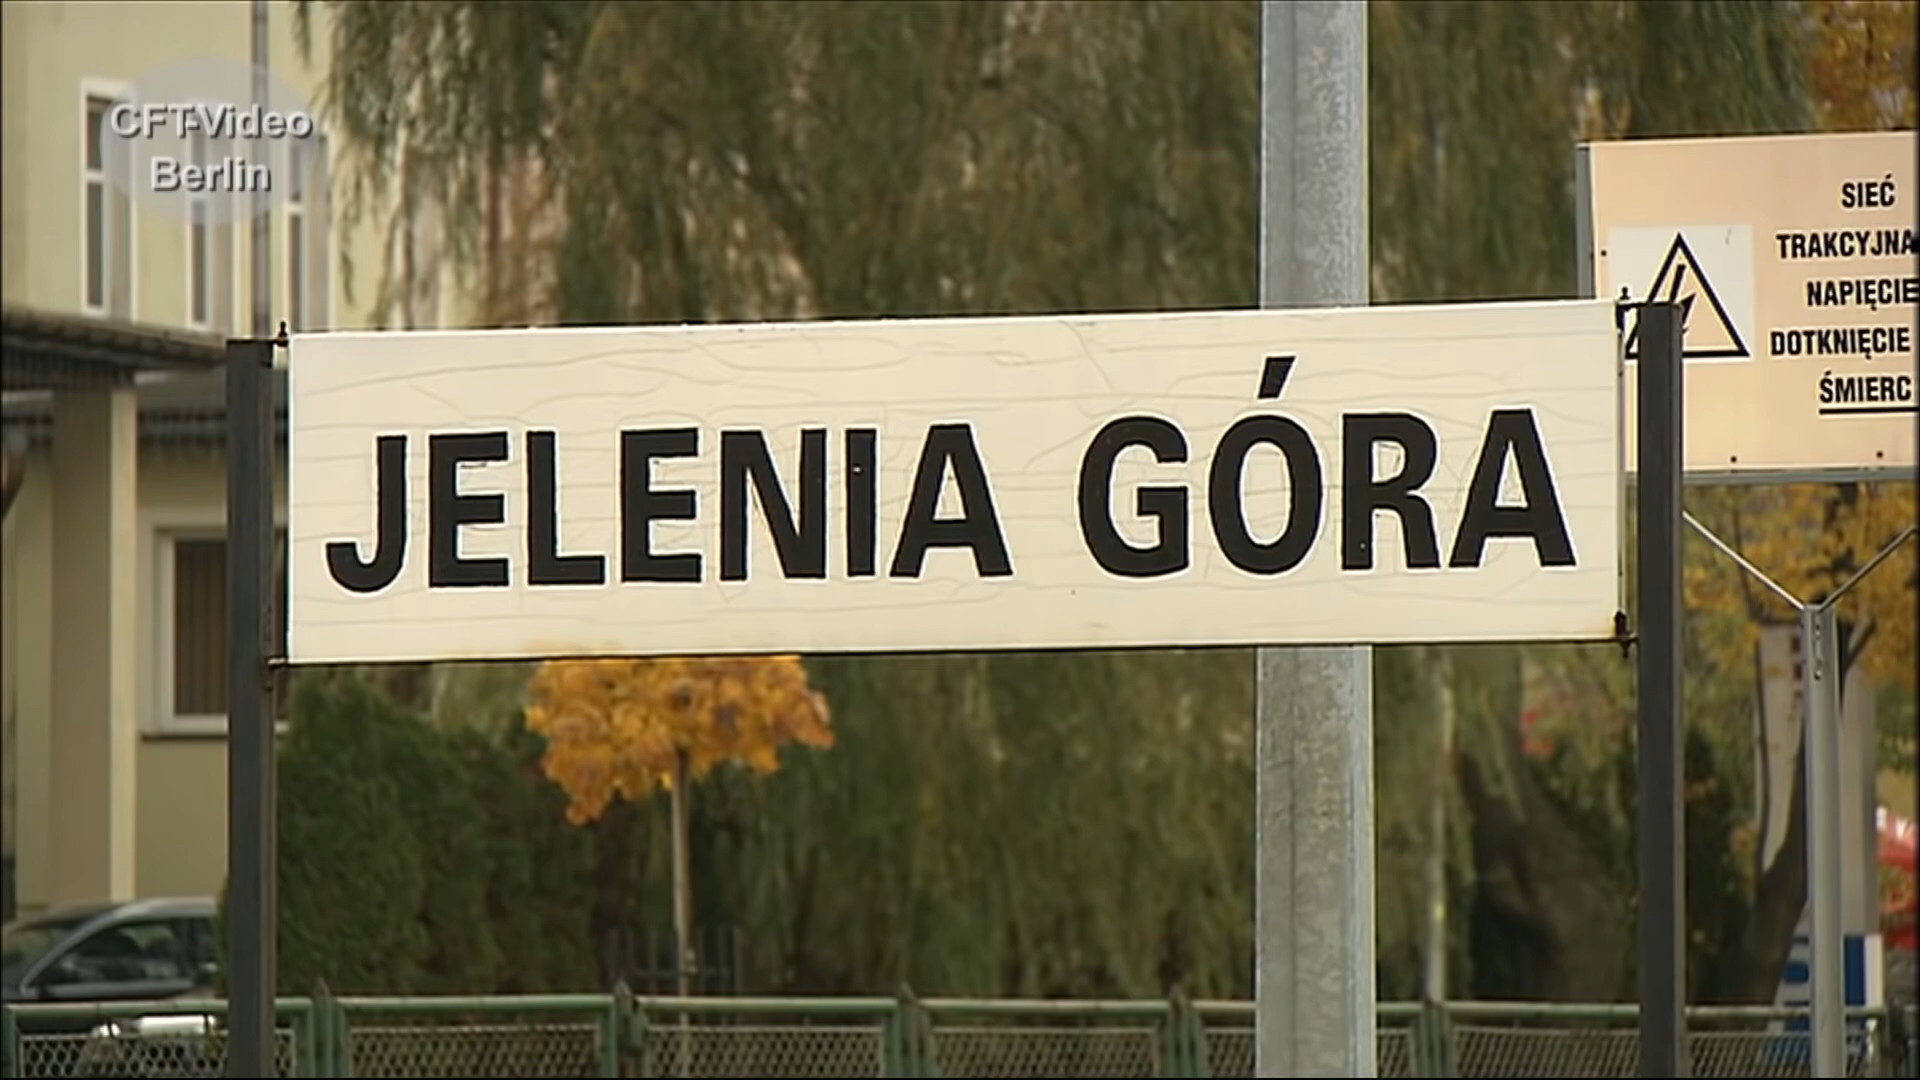 CFT-Video
Berlin
JELENIA GÓRA
SIEĆ
TRAKCYJNA
NAPIĘCIE
DOTKNIĘCIE
ŚMIERC